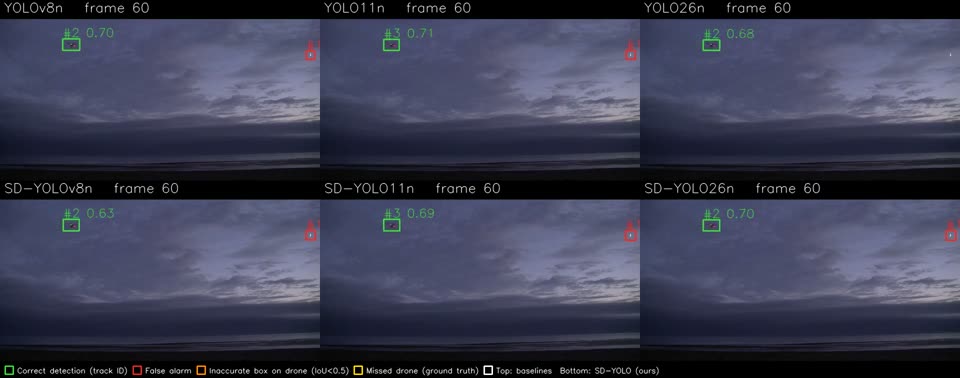 YOLOv8n frame 60
#2 0.70
YOLO11n frame 60
#3 0.71
YOLO26n frame 60
#2 0.68
SD-YOLOv8n frame 60
#2 0.63
SD-YOLO11n frame 60
#3 0.69
SD-YOLO26n frame 60
#2 0.70
Correct detection (track ID) False alarm Inaccurate box on drone (IoU<0.5) Missed drone (ground truth) Top: baselines Bottom: SD-YOLO (ours)